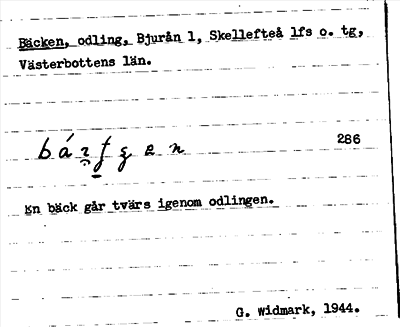 Bäcken, odling, Bjurån 1, Skellefteå lfs o. tg,
Västerbottens län.
286
En bäck går tvärs igenom odlingen.
G. Widmark, 1944.